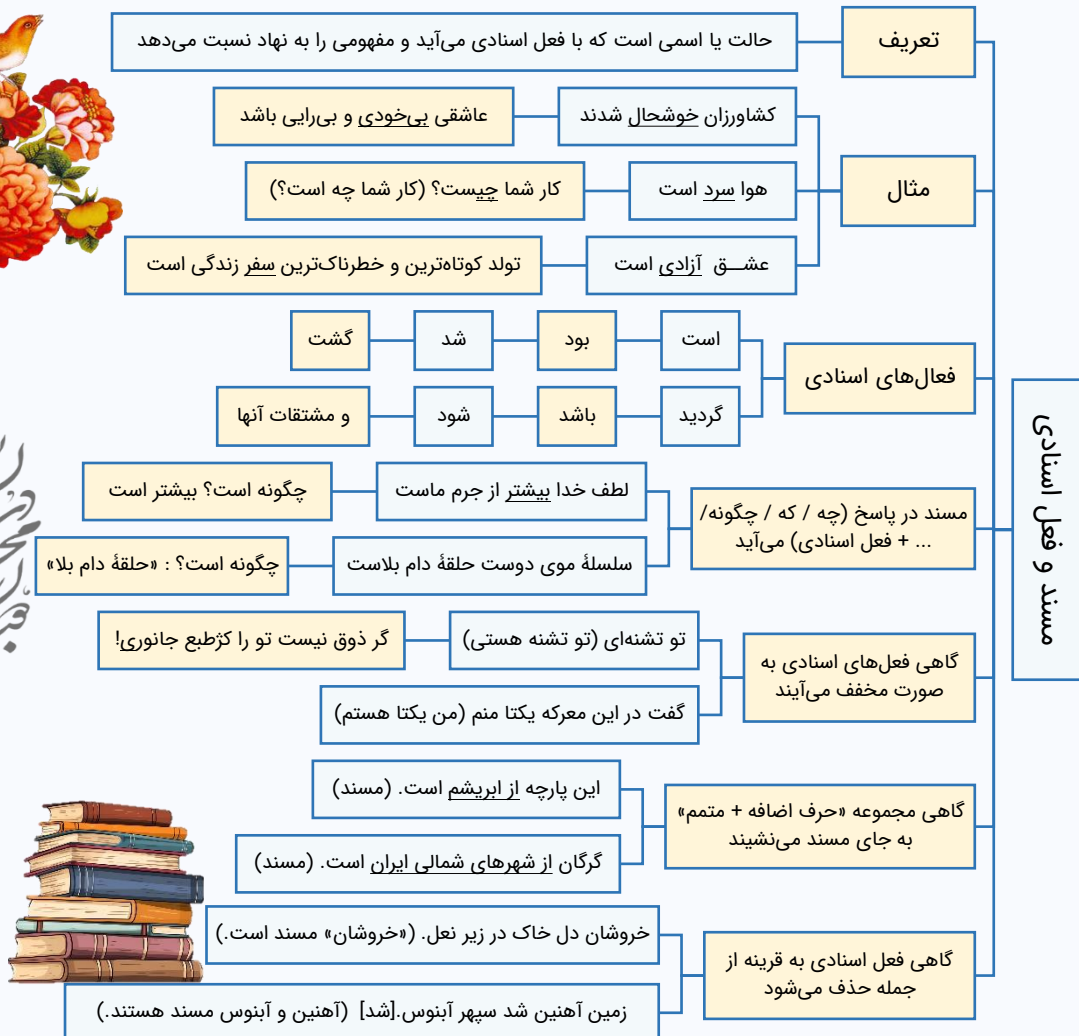 مسند و فعل اسنادی
تعریف
حالت یا اسمی است که با فعل اسنادی می‌آید و مفهومی را به نهاد نسبت می‌دهد
مثال
کشاورزان خوشحال شدند
عاشقی بی‌خودی و بی‌رایی باشد
هوا سرد است
کار شما چیست؟ (کار شما چه است؟)
عشــق آزادی است
تولد کوتاه‌ترین و خطرناک‌ترین سفر زندگی است
فعال‌های اسنادی
است
بود
شد
گشت
گردید
باشد
شود
و مشتقات آنها
مسند در پاسخ (چه / که / چگونه/
... + فعل اسنادی) می‌آید
لطف خدا بیشتر از جرم ماست
چگونه است؟ بیشتر است
سلسلهٔ موی دوست حلقهٔ دام بلاست
چگونه است؟ : «حلقهٔ دام بلا»
گاهی فعل‌های اسنادی به
صورت مخفف می‌آیند
تو تشنه‌ای (تو تشنه هستی)
گر ذوق نیست تو را کژطبع جانوری!
گفت در این معرکه یکتا منم (من یکتا هستم)
گاهی مجموعه «حرف اضافه + متمم»
به جای مسند می‌نشیند
این پارچه از ابریشم است. (مسند)
گرگان از شهرهای شمالی ایران است. (مسند)
گاهی فعل اسنادی به قرینه از
جمله حذف می‌شود
خروشان دل خاک در زیر نعل. («خروشان» مسند است.)
زمین آهنین شد سپهر آبنوس.[شد] (آهنین و آبنوس مسند هستند.)